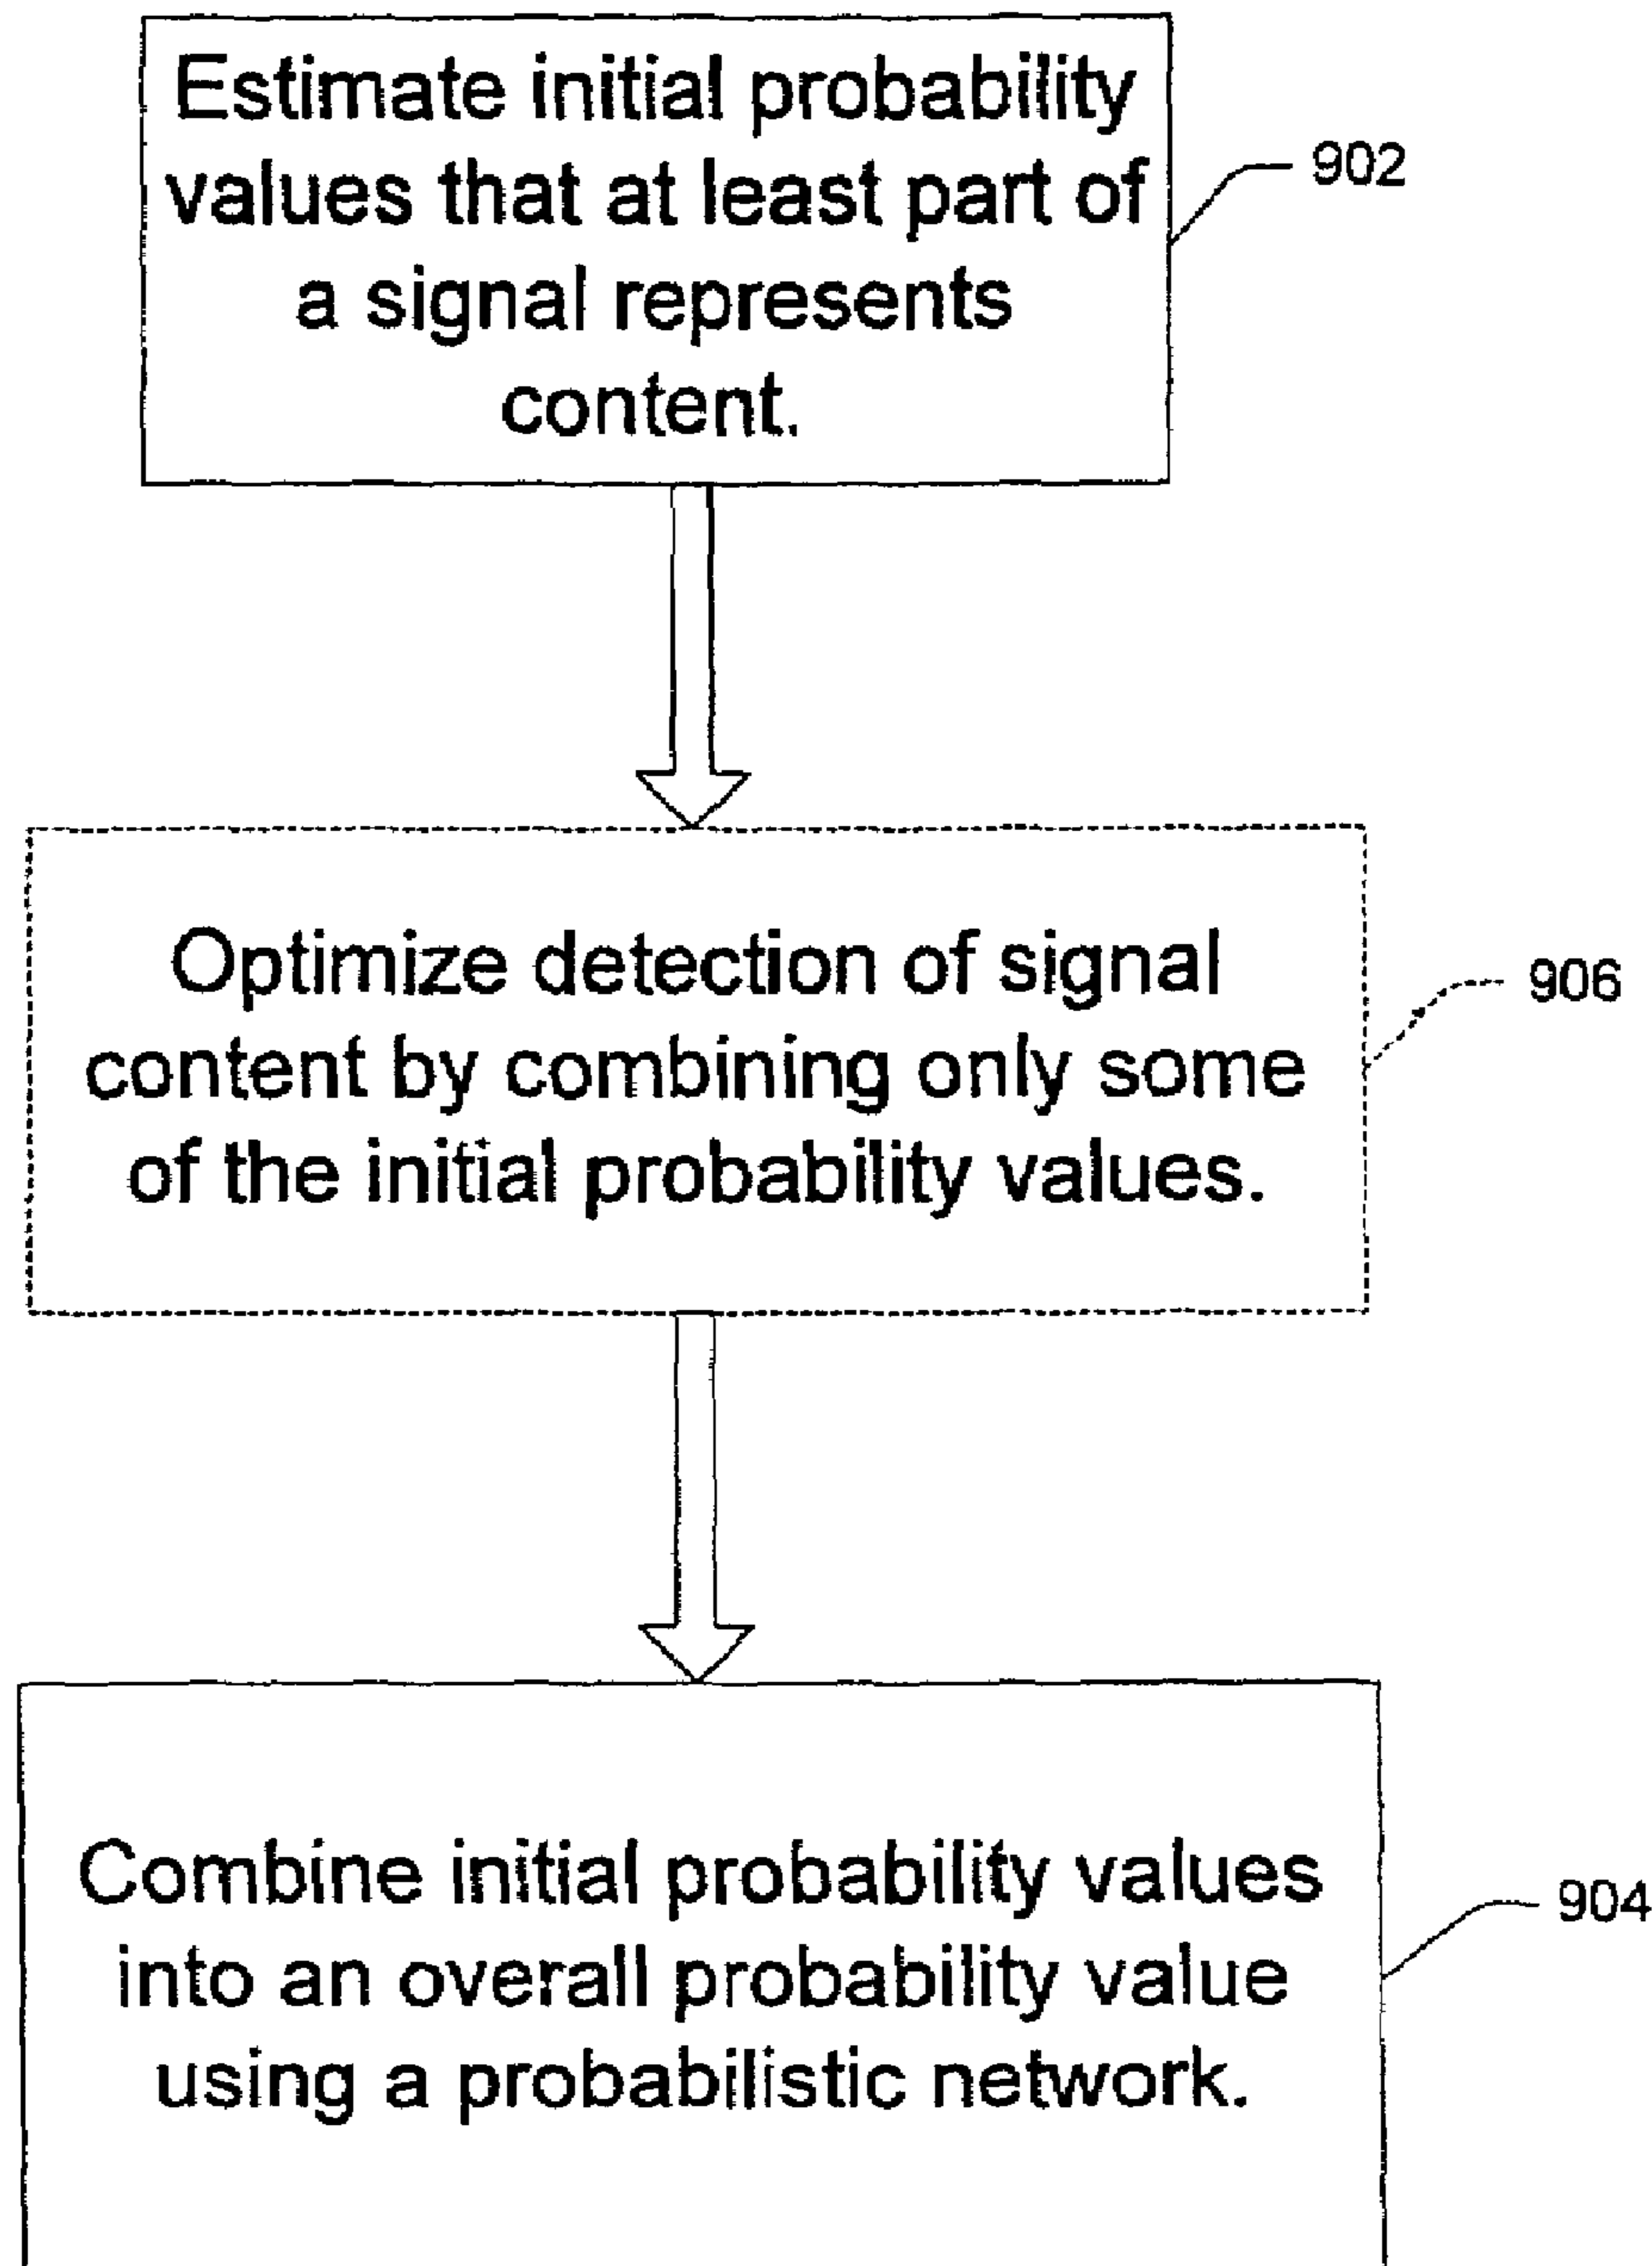 Estimate initial probability
values that at least part of
a signal represents
content.
902
Optimize detection of signal
content by combining only some
of the initial probability values.
906
Combine initial probability values
into an overall probability value
using a probabilistic network.
904